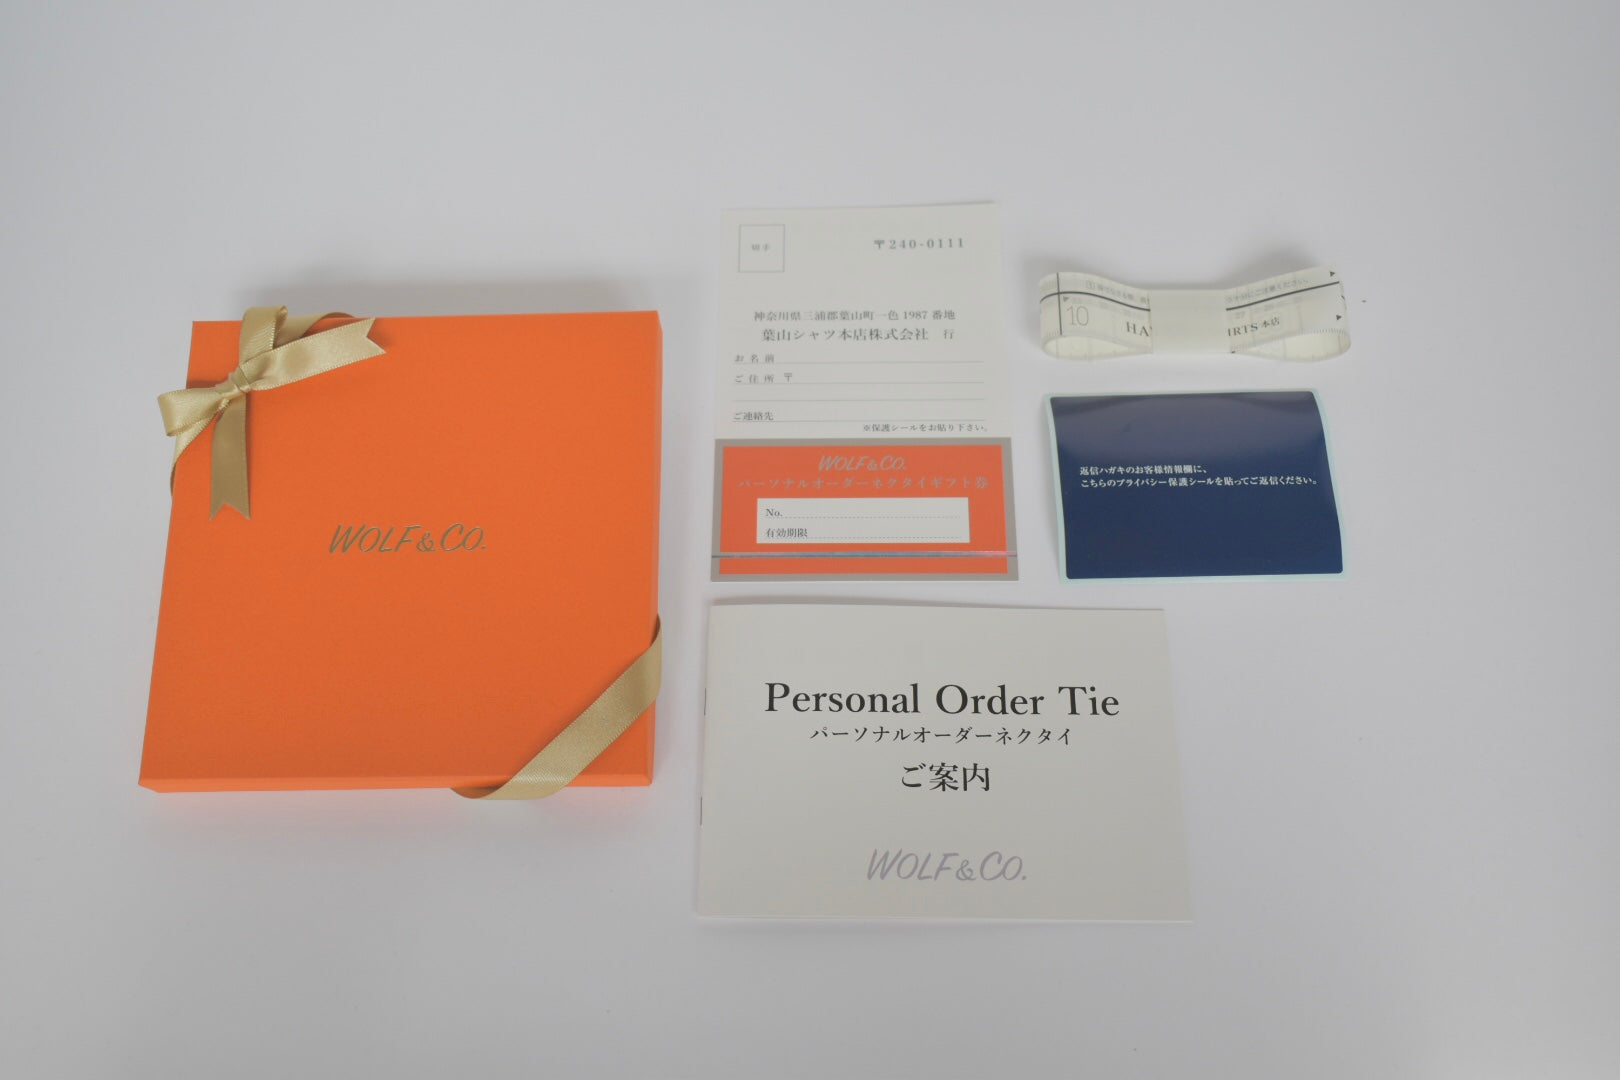 WOLF & CO.
切手
〒240-0111
神奈川県三浦郡葉山町一色 1987 番地
葉山シャツ本店株式会社 行
お名前
ご住所 〒
ご連絡先
※保護シールをお貼り下さい。
WOLF & CO.
パーソナルオーダーネクタイギフト券
No.
有効期限
10
IRTS 本店
返信ハガキのお客様情報欄に、
こちらのプライバシー保護シールを貼ってご返信ください。
Personal Order Tie
パーソナルオーダーネクタイ
ご案内
WOLF & CO.